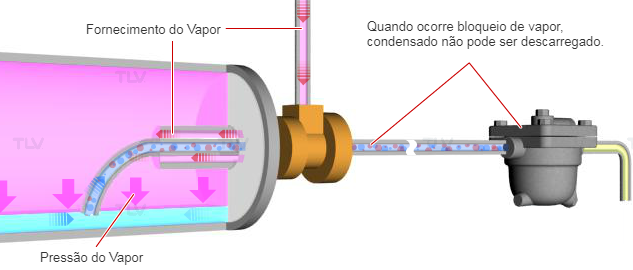 Fornecimento do Vapor
Quando ocorre bloqueio de vapor,
condensado não pode ser descarregado.
TLV
TLV
TLV
TLV
TLV
Pressão do Vapor